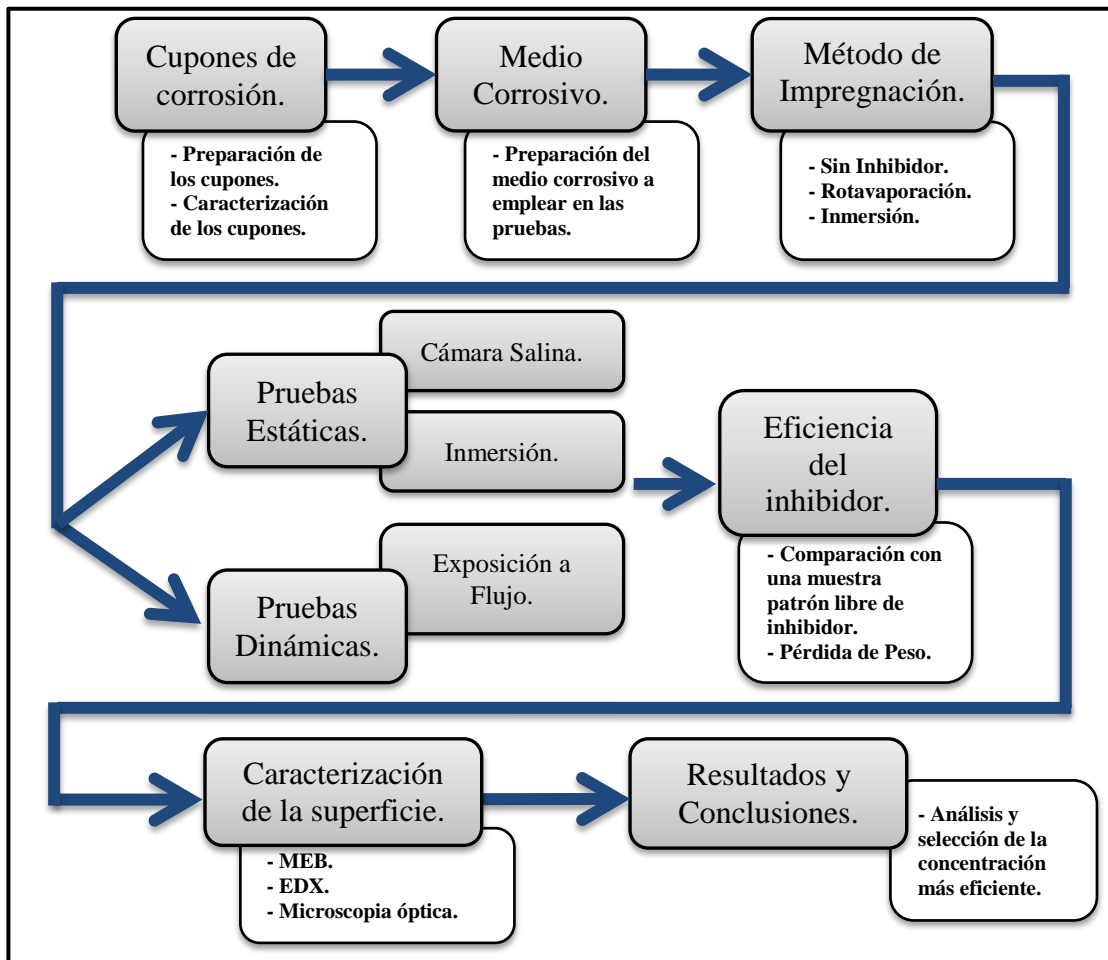 Cupones de
corrosión.
- Preparación de
los cupones.
- Caracterización
de los cupones.
Medio
Corrosivo.
- Preparación del
medio corrosivo a
emplear en las
pruebas.
Método de
Impregnación.
- Sin Inhibidor.
- Rotavaporación.
- Inmersión.
Pruebas
Estáticas.
Cámara Salina.
Inmersión.
Pruebas
Dinámicas.
Exposición a
Flujo.
Eficiencia
del
inhibidor.
- Comparación con
una muestra
patrón libre de
inhibidor.
- Pérdida de Peso.
Caracterización
de la superficie.
- MEB.
- EDX.
- Microscopia óptica.
Resultados y
Conclusiones.
- Análisis y
selección de la
concentración
más eficiente.